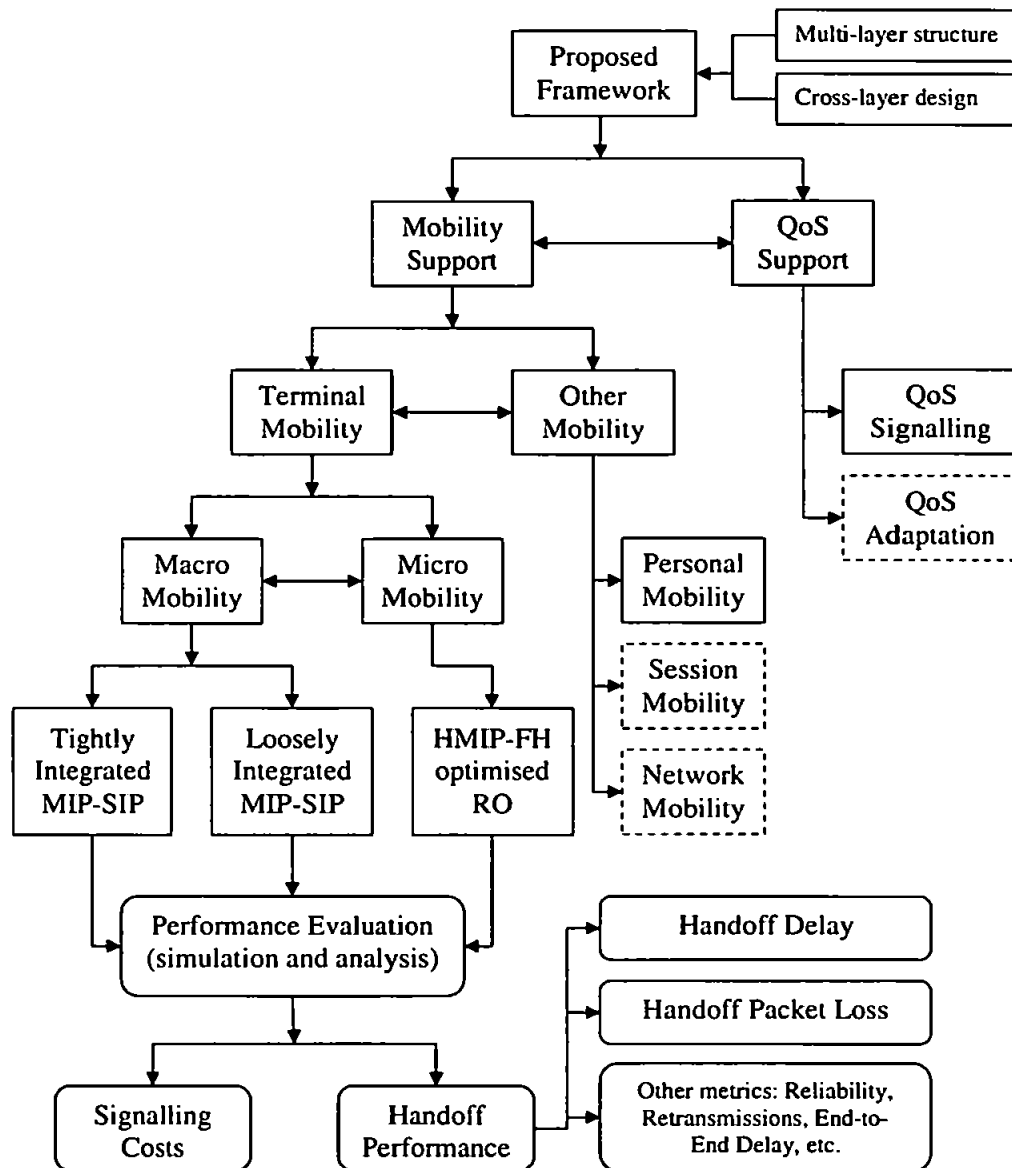 Multi-layer structure
Proposed
Framework
Cross-layer design
Mobility
Support
QoS
Support
Terminal
Mobility
Other
Mobility
QoS
Signalling
QoS
Adaptation
Macro
Mobility
Micro
Mobility
Personal
Mobility
Session
Mobility
Network
Mobility
Tightly
Integrated
MIP-SIP
Loosely
Integrated
MIP-SIP
HMIP-FH
optimised
RO
Performance Evaluation
(simulation and analysis)
Handoff Delay
Handoff Packet Loss
Other metrics: Reliability,
Retransmissions, End-to-
End Delay, etc.
Signalling
Costs
Handoff
Performance